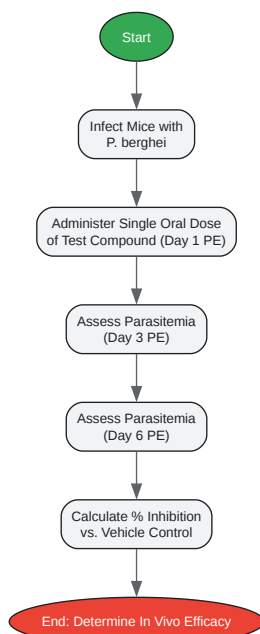 Start
Infect Mice with
P. berghei
Administer Single Oral Dose
of Test Compound (Day 1 PE)
Assess Parasitemia
(Day 3 PE)
Assess Parasitemia
(Day 6 PE)
Calculate % Inhibition
vs. Vehicle Control
End: Determine In Vivo Efficacy